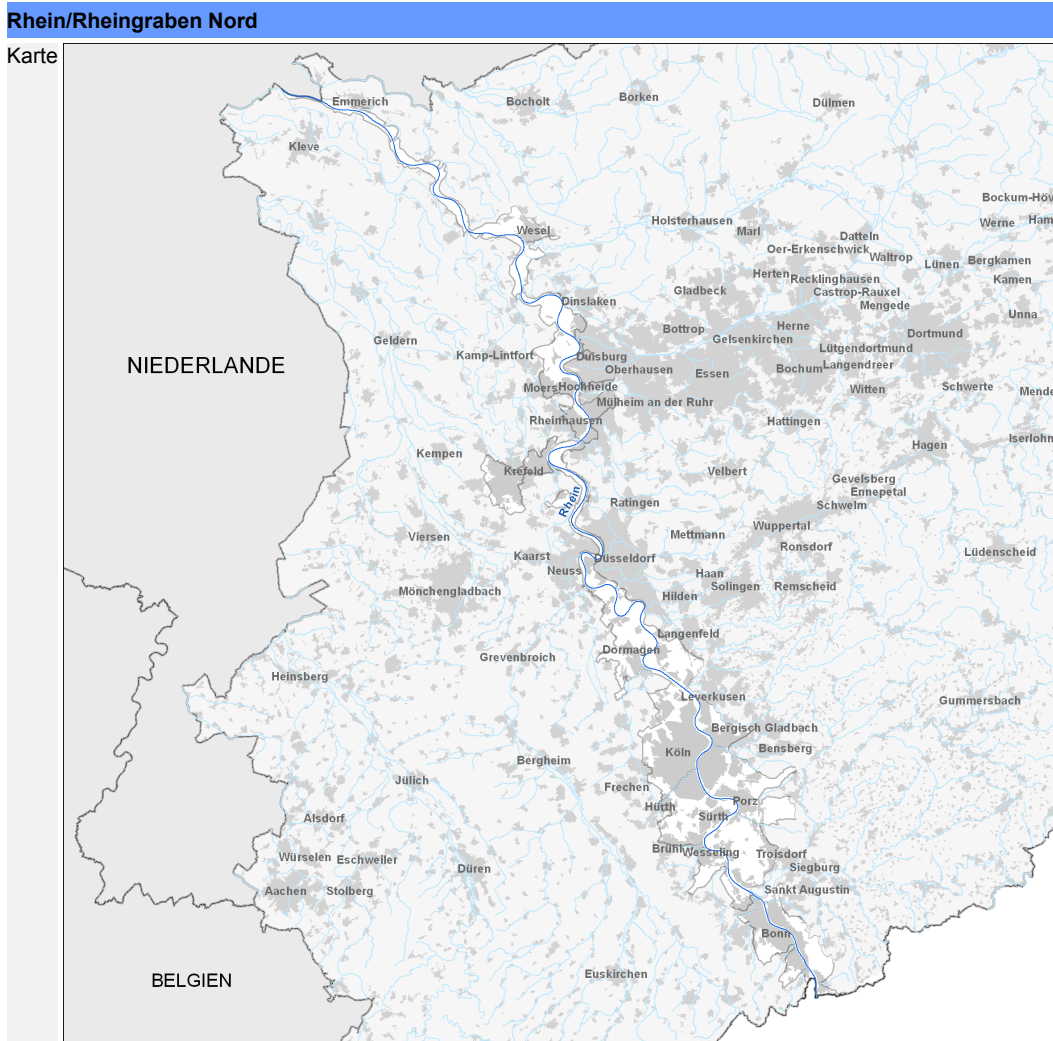 Rhein/Rheingraben Nord
Karte
Emmerich
Bocholt
Borken
Dülmen
Kleve
Bockum-Höv
Holsterhausen
Werne
Ham
Wesel
Marl
Datteln
Oer-Erkenschwick
Waltrop
Lünen
Bergkamen
Herten
Recklinghausen
Kamen
Gladbeck
Castrop-Rauxel
Dinslaken
Mengede
Unna
Bottrop
Herne
Dortmund
Geldern
Gelsenkirchen
Lütgendortmund
Kamp-Lintfort
Duisburg
NIEDERLANDE
Oberhausen
Essen
Bochum
Langendreer
Moers
Hochheide
Witten
Schwerte
Mende
Mülheim an der Ruhr
Rheinhausen
Hattingen
Iserlohn
Hagen
Kempen
Krefeld
Velbert
Gevelsberg
Ennepetal
Rhein
Ratingen
Schwelm
Viersen
Mettmann
Wuppertal
Ronsdorf
Lüdenscheid
Kaarst
Düsseldorf
Neuss
Haan
Mönchengladbach
Solingen
Remscheid
Hilden
Langenfeld
Dormagen
Grevenbroich
Heinsberg
Leverkusen
Gummersbach
Bergisch Gladbach
Köln
Bensberg
Bergheim
Jülich
Frechen
Porz
Hürth
Sürth
Alsdorf
Brühl
Wesseling
Troisdorf
Würselen
Eschweiler
Düren
Siegburg
Aachen
Stolberg
Sankt Augustin
Bonn
BELGIEN
Euskirchen